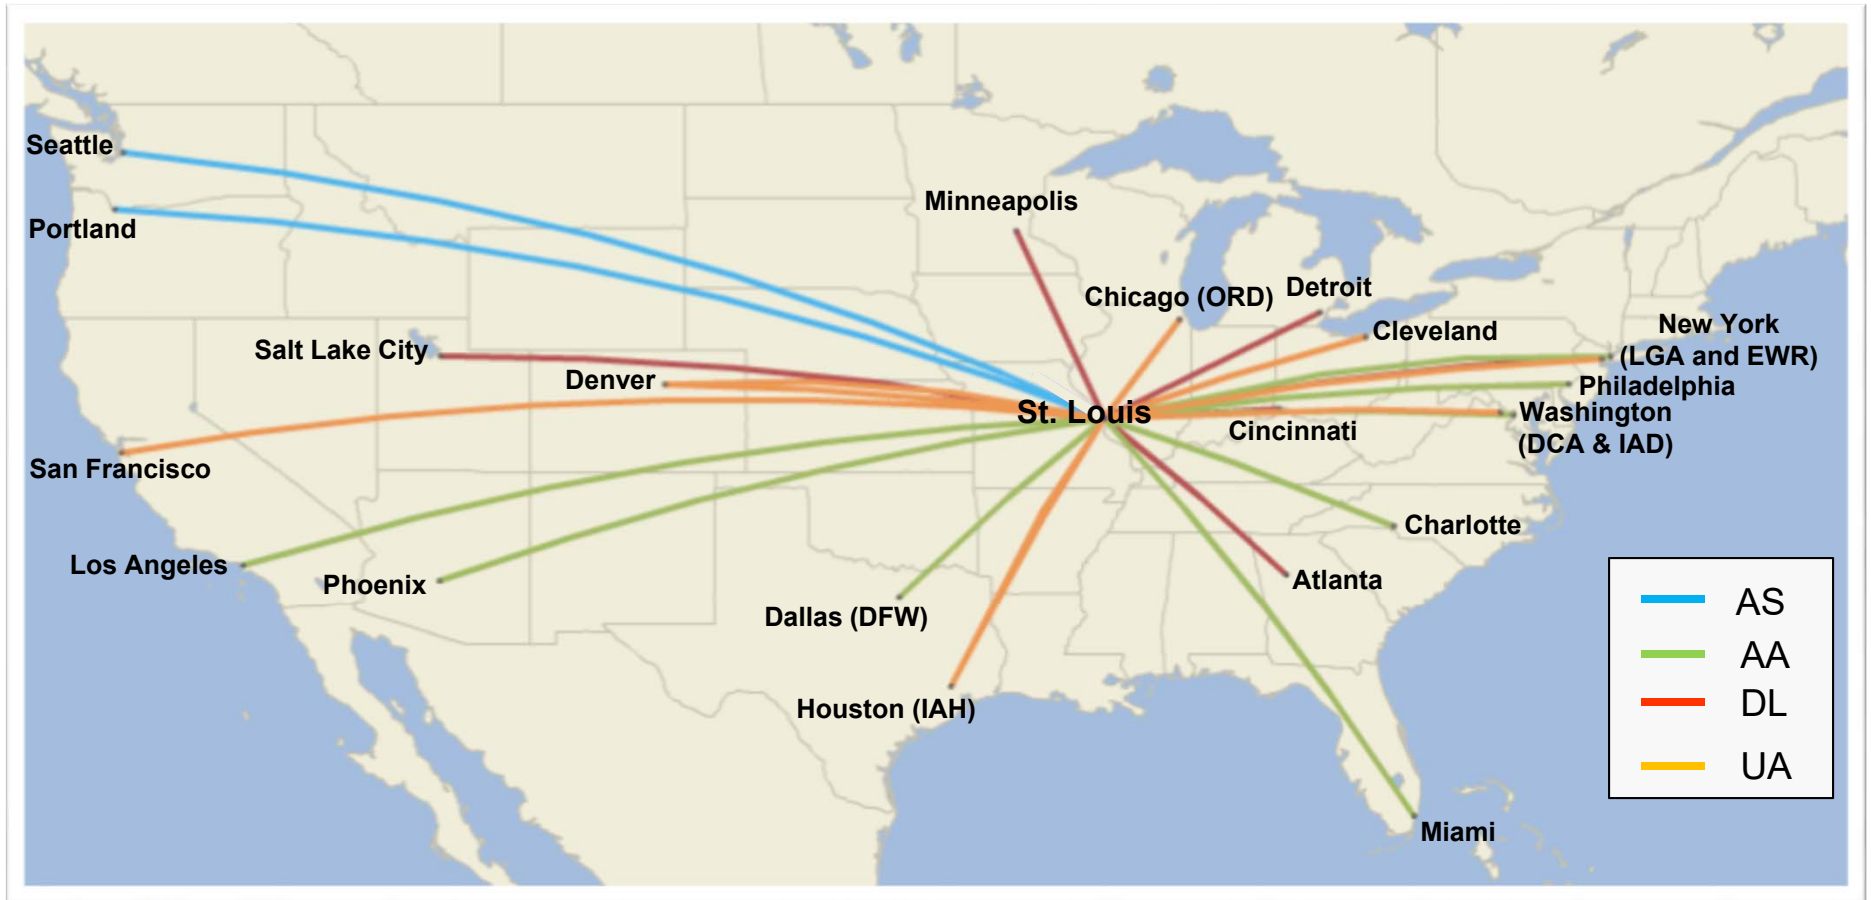 Seattle
Portland
Minneapolis
Chicago (ORD)
Detroit
Cleveland
New York
(LGA and EWR)
Salt Lake City
Denver
Philadelphia
St. Louis
Washington
(DCA & IAD)
Cincinnati
San Francisco
Charlotte
Los Angeles
Phoenix
Atlanta
Dallas (DFW)
Houston (IAH)
Miami
AS
AA
DL
UA